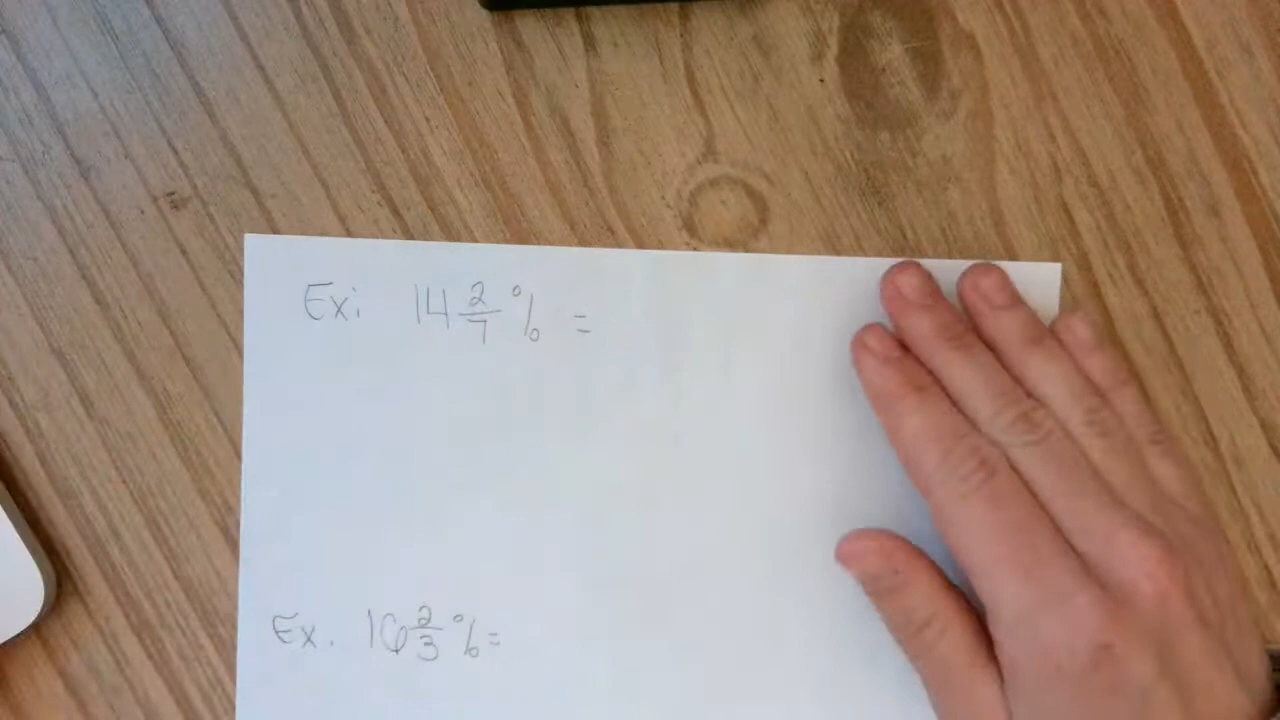 Ex: 14 2/7 % =
Ex. 16 2/3 % =